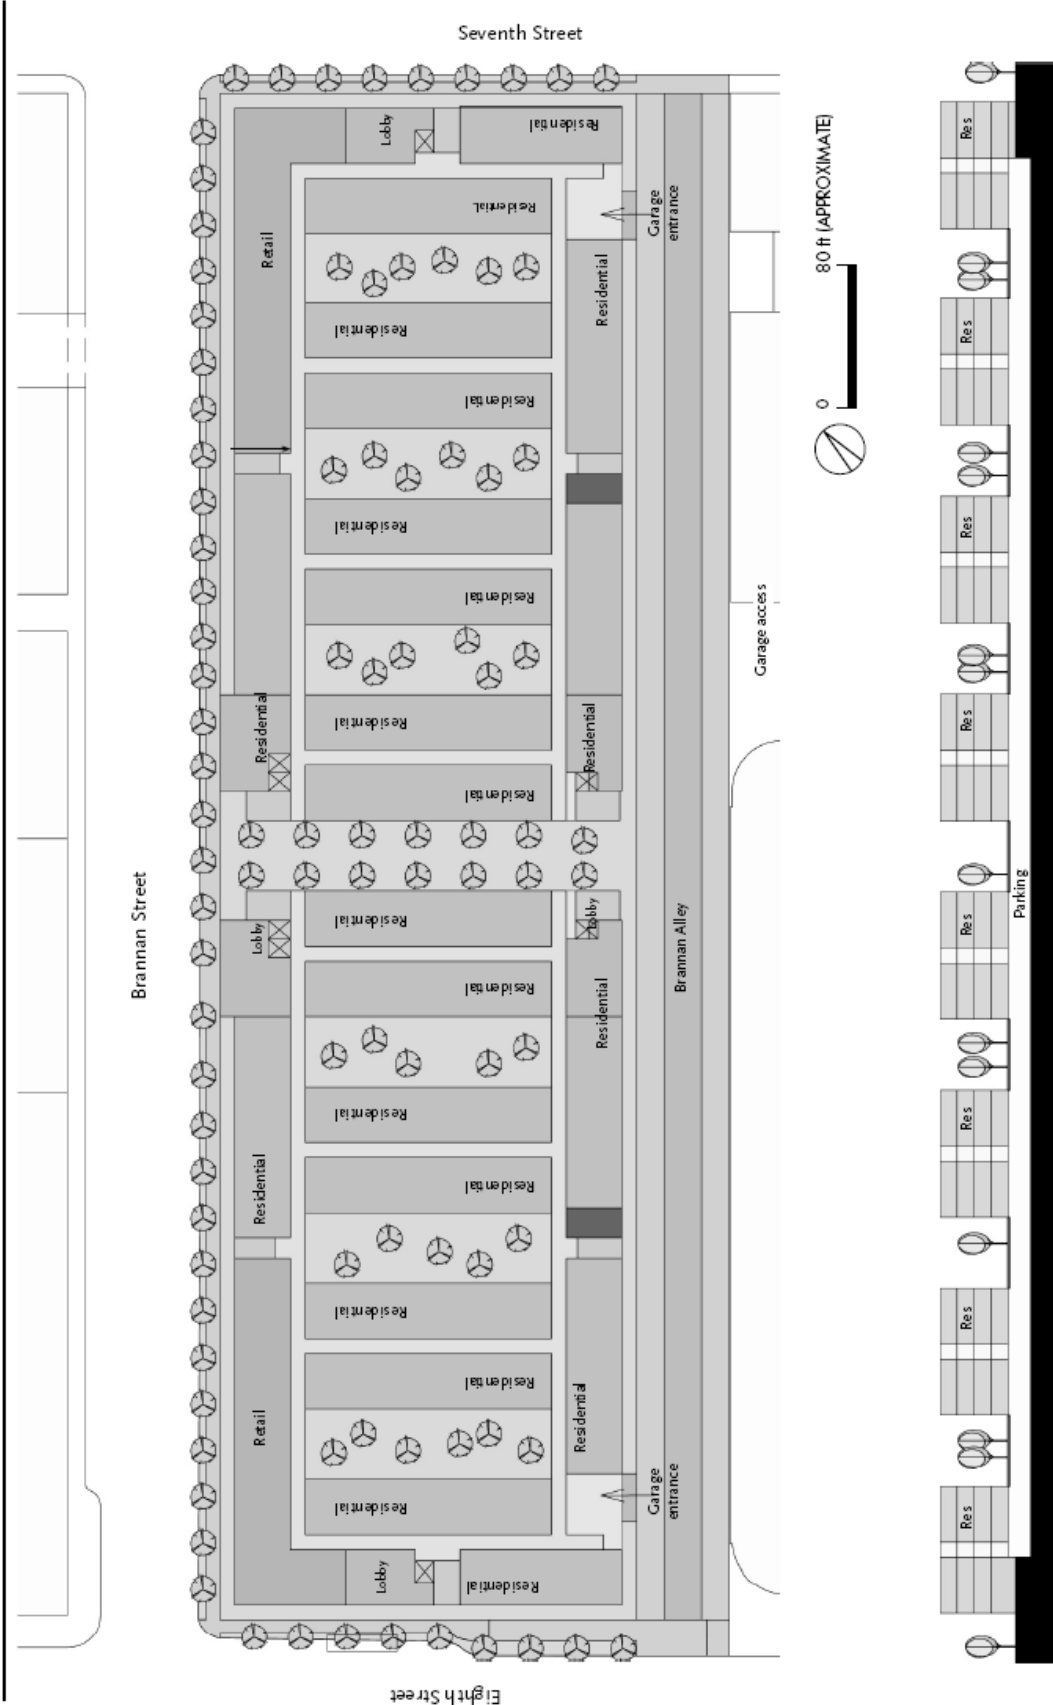 Seventh Street
Lobby
Residential
Res
Residential
Garage
entrance
Retail
Residential
80 ft (APPROXIMATE)
Residential
Res
Residential
0
Residential
Res
Residential
Garage access
Residential
Residential
Residential
Res
Residential
Residential
Brannan Street
Lobby
Residential
Lobby
Brannan Alley
Parking
Res
Residential
Residential
Residential
Res
Residential
Residential
Residential
Res
Residential
Retail
Residential
Residential
Garage
entrance
Res
Lobby
Residential
Eighth Street